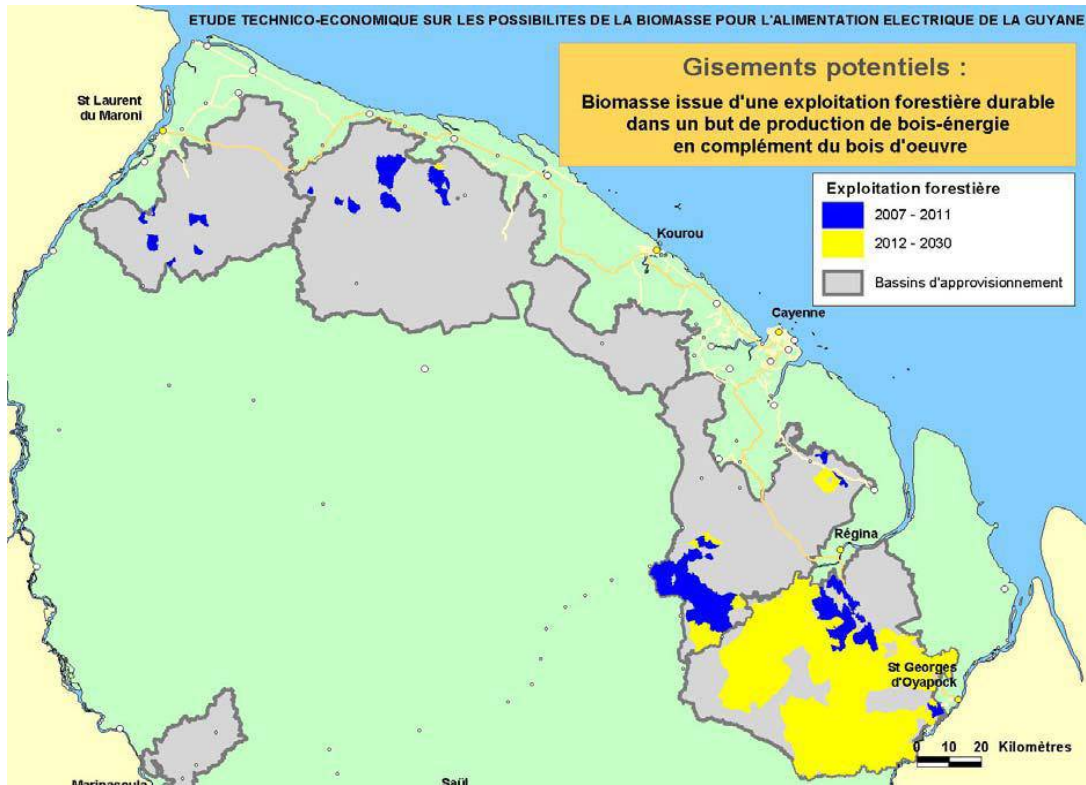 ETUDE TECHNICO-ECONOMIQUE SUR LES POSSIBILITES DE LA BIOMASSE POUR L'ALIMENTATION ELECTRIQUE DE LA GUYANE
Gisements potentiels :
Biomasse issue d'une exploitation forestière durable
dans un but de production de bois-énergie
en complément du bois d'oeuvre
St Laurent
du Maroni
Exploitation forestière
2007 - 2011
2012 - 2030
Bassins d'approvisionnement
Kourou
Cayenne
Régina
St Georges
d'Oyapock
0 10 20 Kilomètres
Maripasoula
Saül